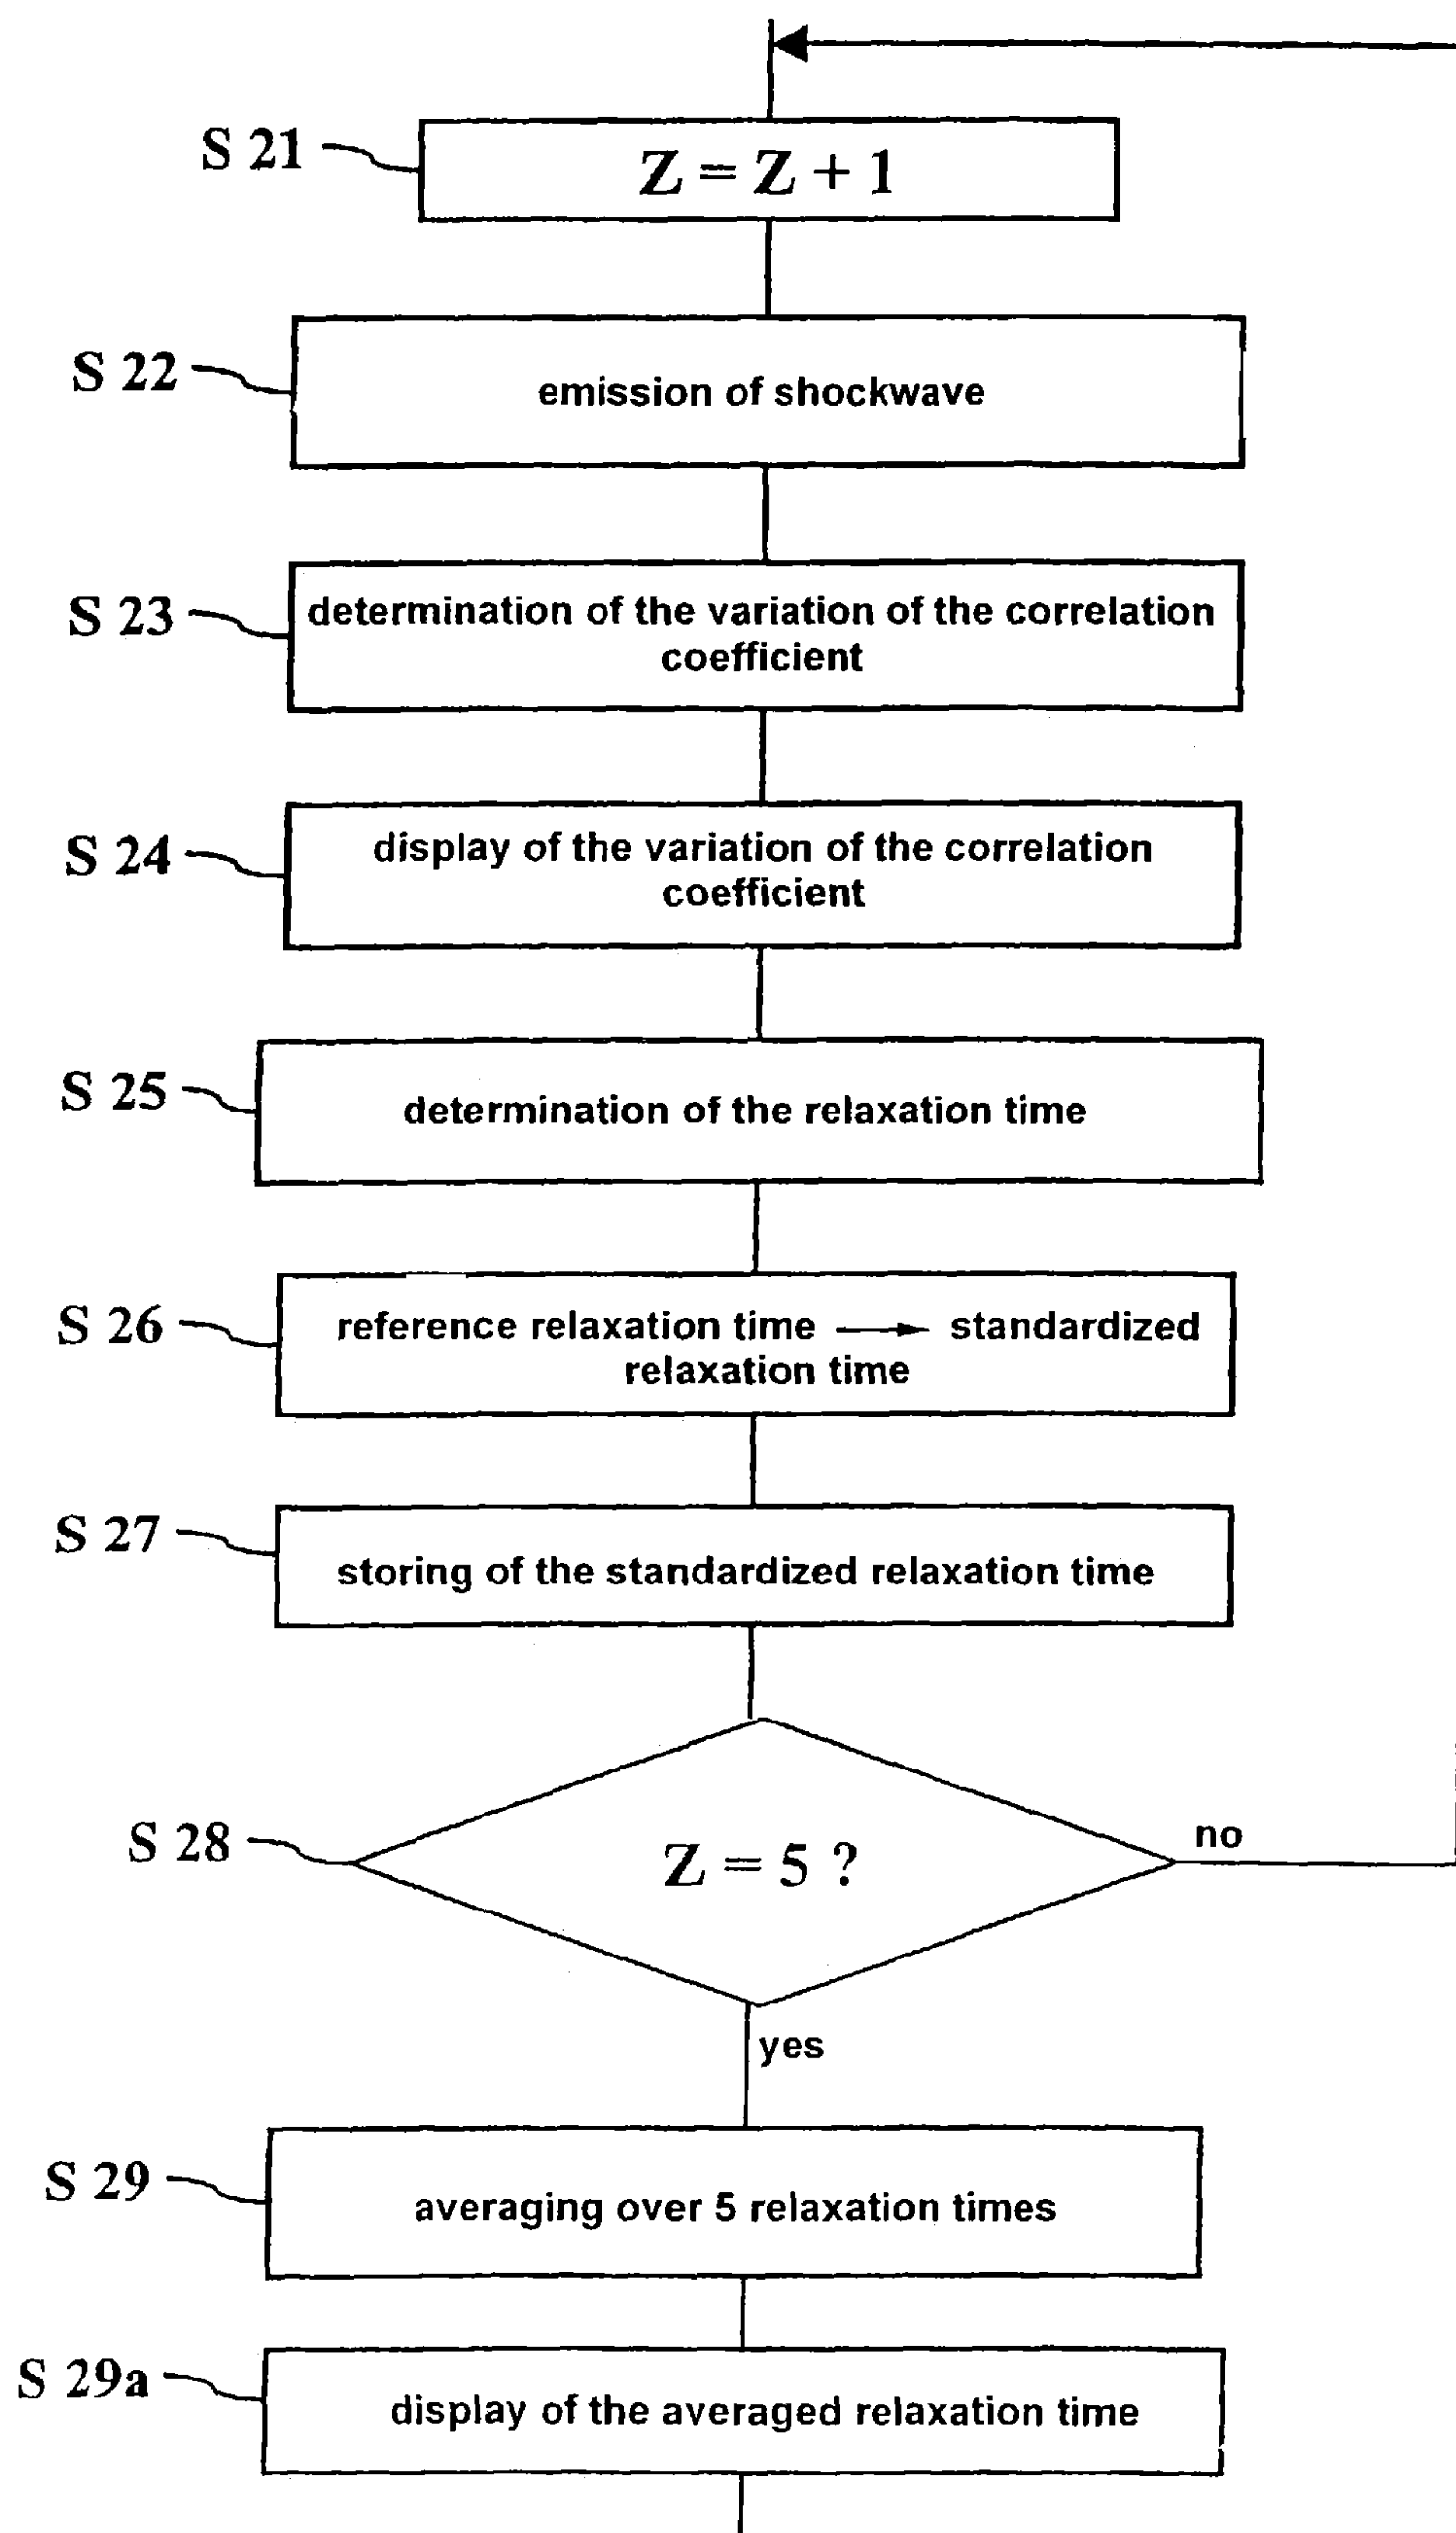 S 21
Z = Z + 1
S 22
emission of shockwave
S 23
determination of the variation of the correlation
coefficient
S 24
display of the variation of the correlation
coefficient
S 25
determination of the relaxation time
S 26
reference relaxation time → standardized
relaxation time
S 27
storing of the standardized relaxation time
S 28
Z = 5 ?
no
yes
S 29
averaging over 5 relaxation times
S 29a
display of the averaged relaxation time